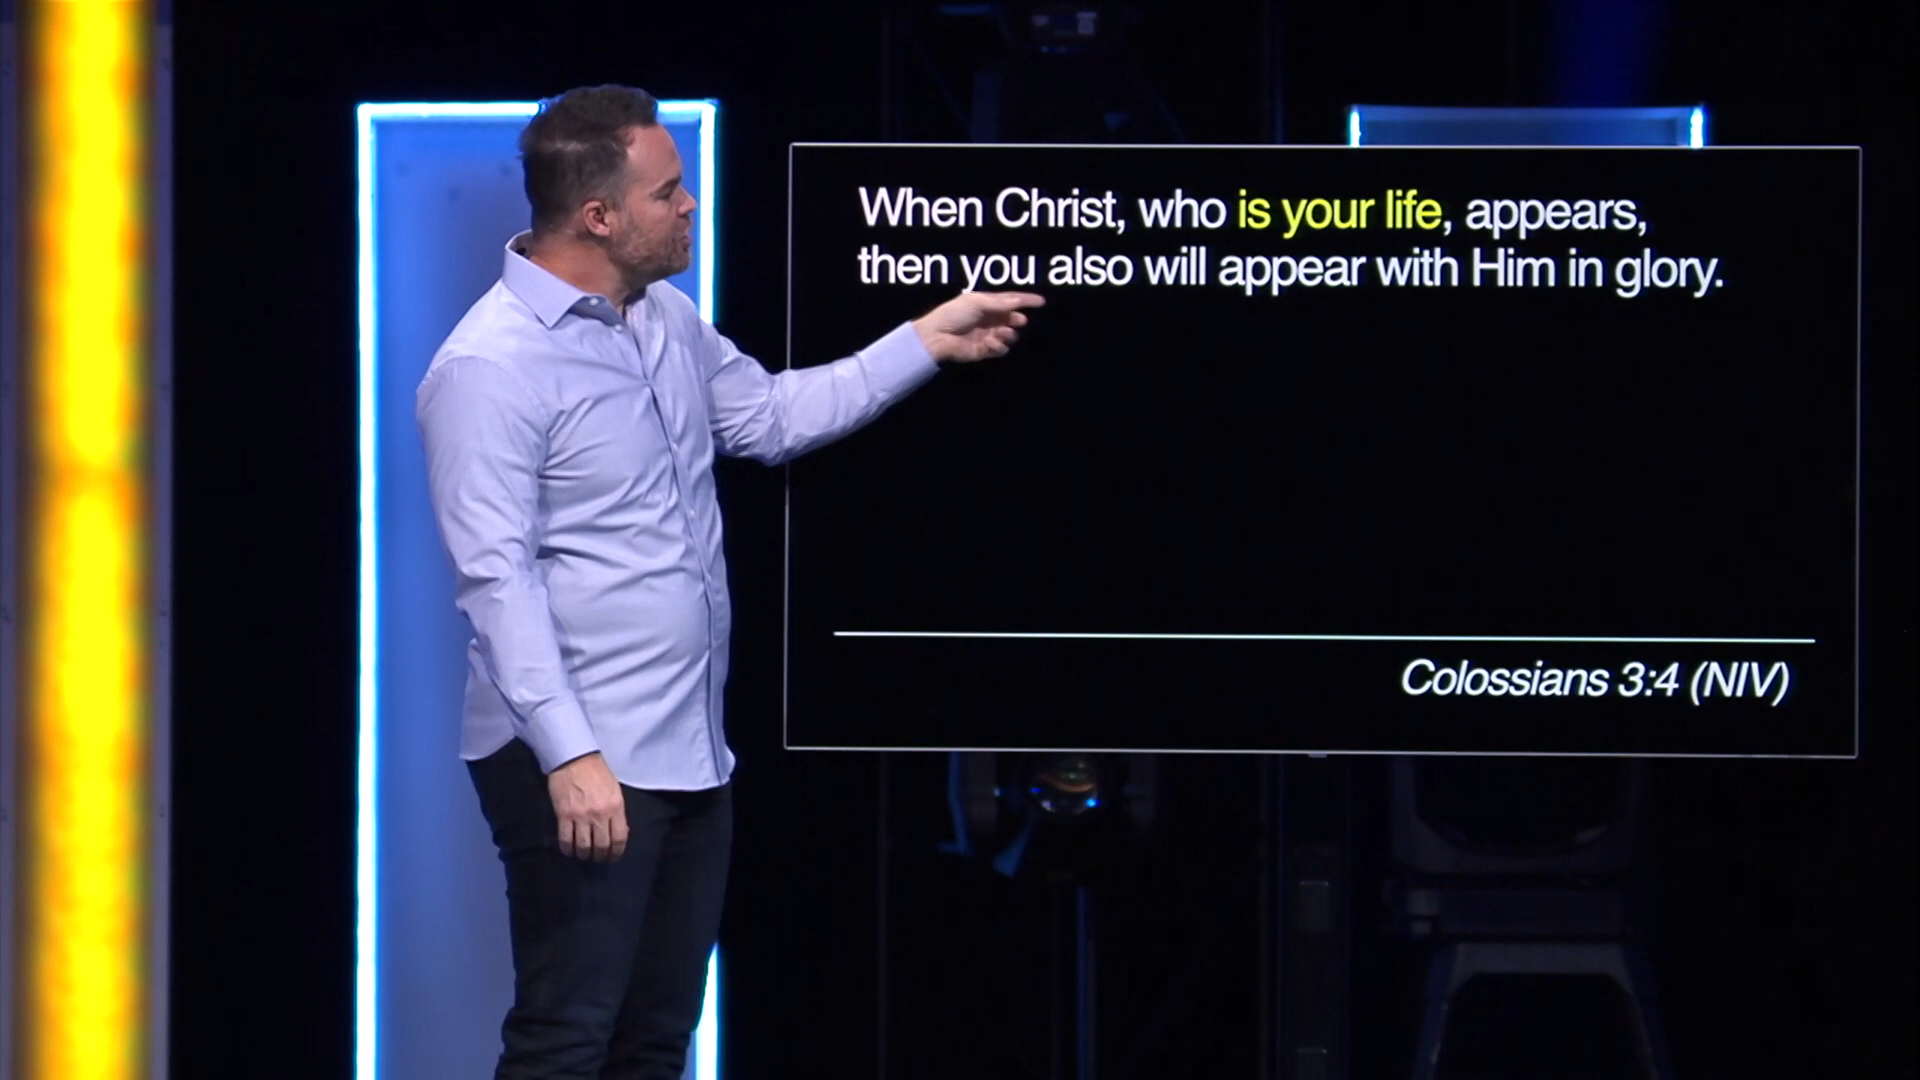 When Christ, who is your life, appears,
then you also will appear with Him in glory.
Colossians 3:4 (NIV)